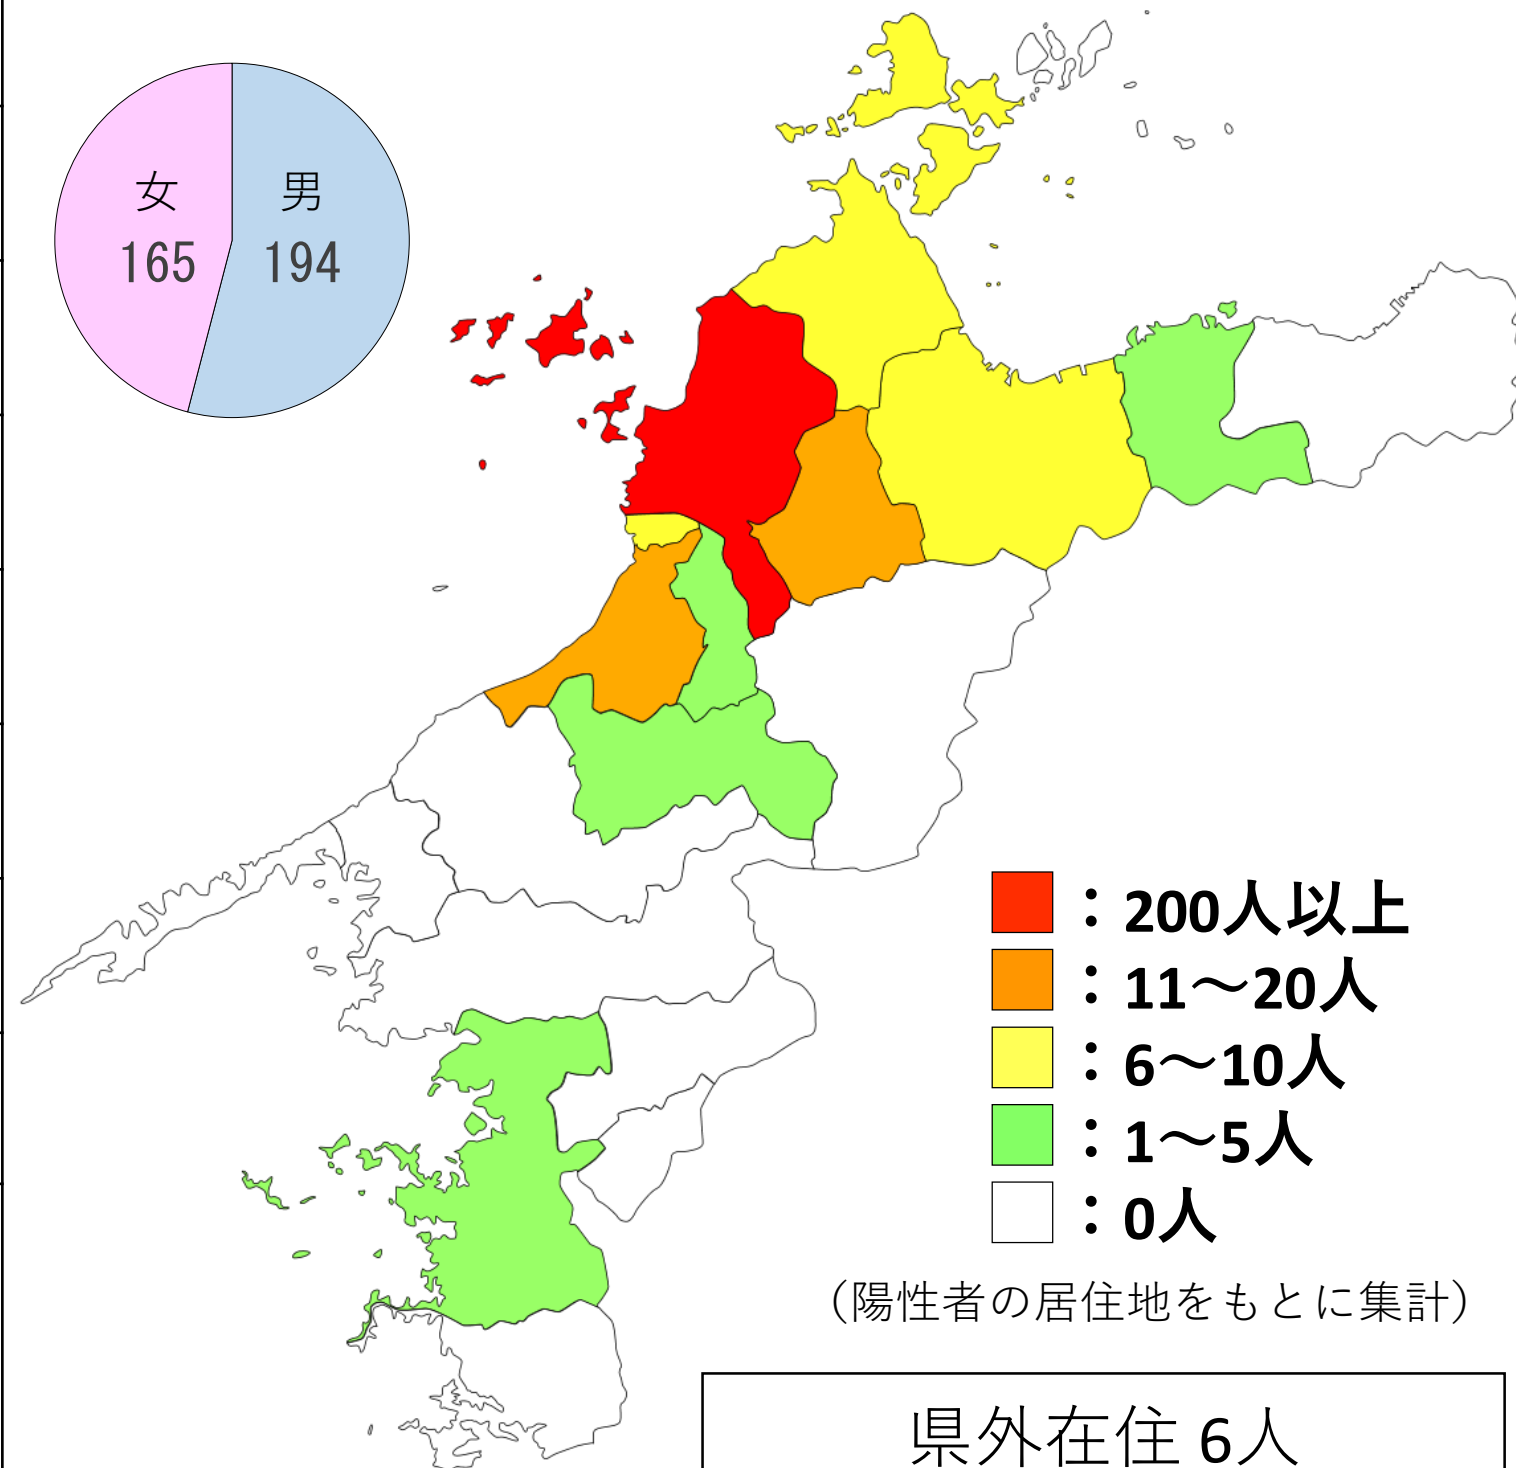 女
165
男
194
：200人以上
：11～20人
：6～10人
：1～5人
：0人
（陽性者の居住地をもとに集計）
県外在住 6人